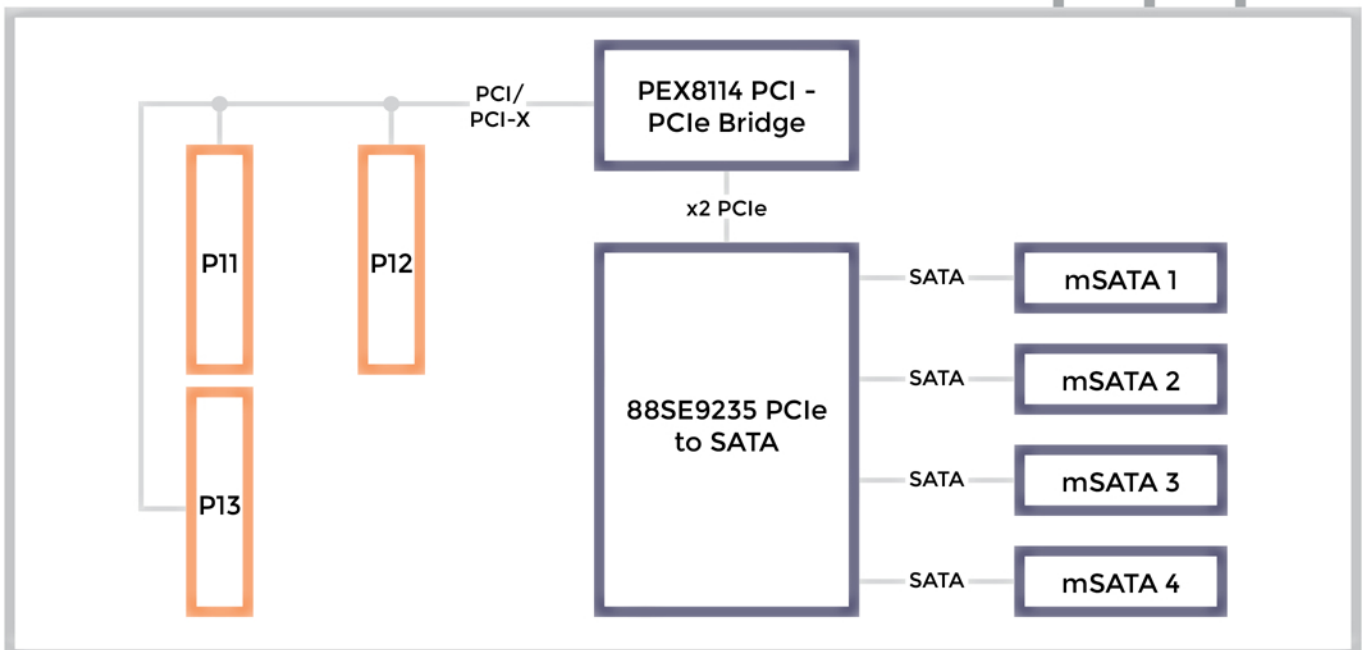 PCI/
PCI-X
PEX8114 PCI -
PCIe Bridge
x2 PCIe
P11
P12
P13
88SE9235 PCIe
to SATA
SATA
mSATA 1
SATA
mSATA 2
SATA
mSATA 3
SATA
mSATA 4